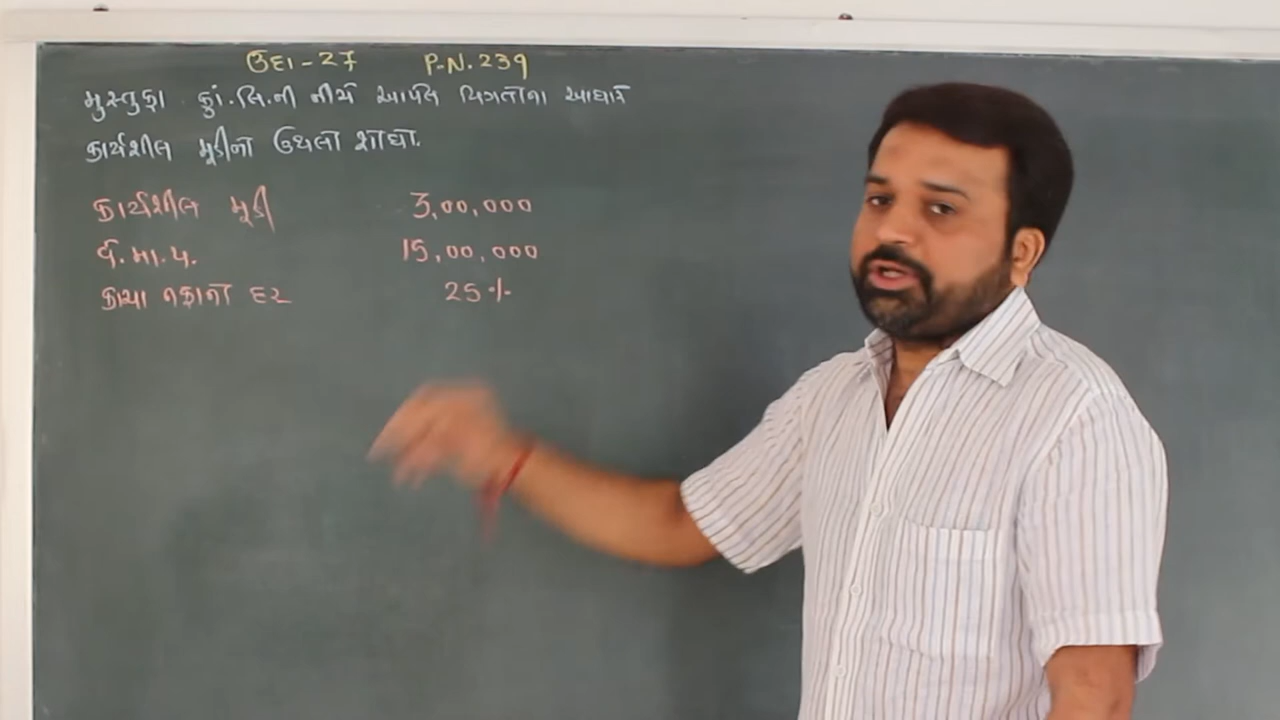 ઉદા - 27 P.N. 239
મુસ્તુફા કું. લિ.ની નીચે આપેલ વિગતોના આધારે
કાર્યશીલ મૂડીનો ઉથલો શોધો.
કાર્યશીલ મૂડી 3,00,000
વે.મા.પ. 15,00,000
કાચા નફાનો દર 25 %